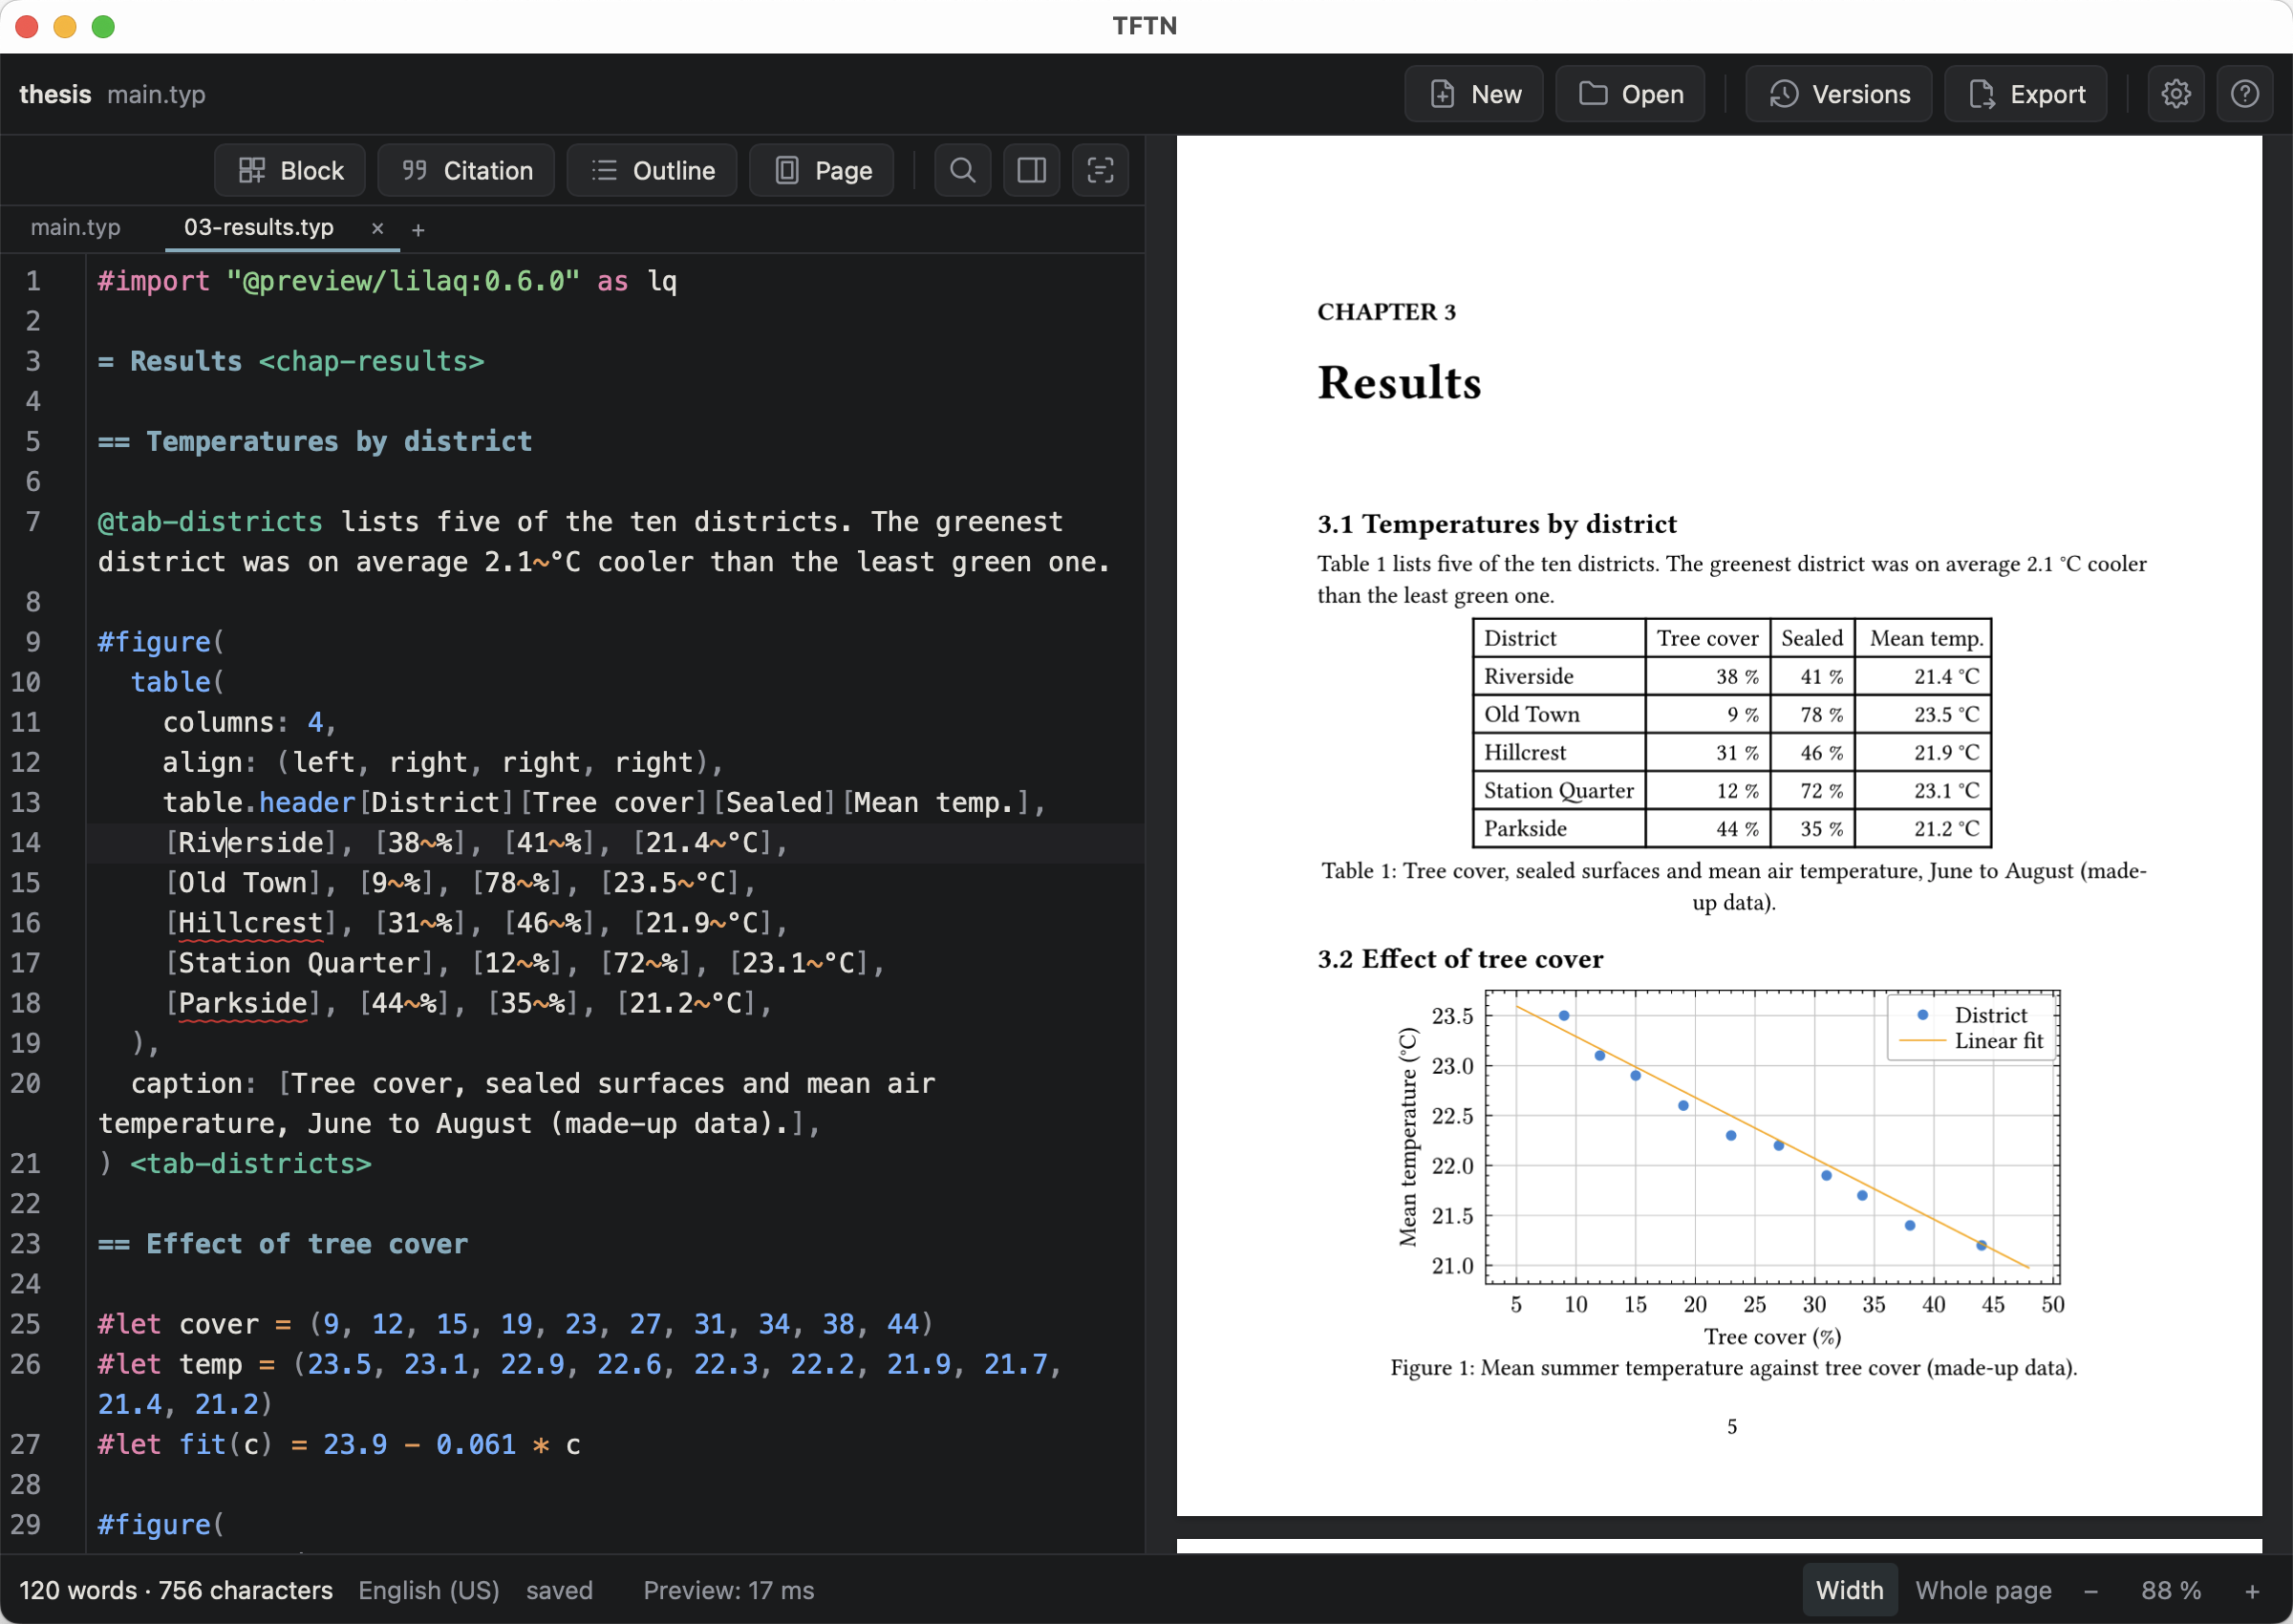 TFTN
thesis main.typ
New Open Versions Export
Block Citation Outline Page
main.typ 03-results.typ × +
1 #import "@preview/lilaq:0.6.0" as lq
2
3 = Results <chap-results>
4
5 == Temperatures by district
6
7 @tab-districts lists five of the ten districts. The greenest
district was on average 2.1~°C cooler than the least green one.
8
9 #figure(
10 table(
11 columns: 4,
12 align: (left, right, right, right),
13 table.header[District][Tree cover][Sealed][Mean temp.],
14 [Riverside], [38~%], [41~%], [21.4~°C],
15 [Old Town], [9~%], [78~%], [23.5~°C],
16 [Hillcrest], [31~%], [46~%], [21.9~°C],
17 [Station Quarter], [12~%], [72~%], [23.1~°C],
18 [Parkside], [44~%], [35~%], [21.2~°C],
19 ),
20 caption: [Tree cover, sealed surfaces and mean air
temperature, June to August (made-up data).],
21 ) <tab-districts>
22
23 == Effect of tree cover
24
25 #let cover = (9, 12, 15, 19, 23, 27, 31, 34, 38, 44)
26 #let temp = (23.5, 23.1, 22.9, 22.6, 22.3, 22.2, 21.9, 21.7,
21.4, 21.2)
27 #let fit(c) = 23.9 - 0.061 * c
28
29 #figure(
CHAPTER 3
Results
3.1 Temperatures by district
Table 1 lists five of the ten districts. The greenest district was on average 2.1 °C cooler
than the least green one.
District Tree cover Sealed Mean temp.
Riverside 38 % 41 % 21.4 °C
Old Town 9 % 78 % 23.5 °C
Hillcrest 31 % 46 % 21.9 °C
Station Quarter 12 % 72 % 23.1 °C
Parkside 44 % 35 % 21.2 °C
Table 1: Tree cover, sealed surfaces and mean air temperature, June to August (made-
up data).
3.2 Effect of tree cover
Mean temperature (°C)
23.5
23.0
22.5
22.0
21.5
21.0
District
Linear fit
5 10 15 20 25 30 35 40 45 50
Tree cover (%)
Figure 1: Mean summer temperature against tree cover (made-up data).
5
120 words · 756 characters English (US) saved Preview: 17 ms
Width Whole page − 88 % +